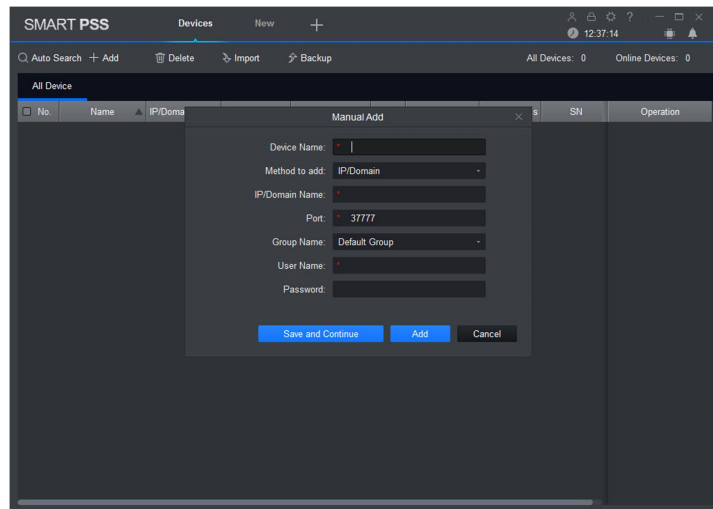 SMART PSS Devices New
12:37:14
Auto Search Add Delete Import Backup All Devices: 0 Online Devices: 0
All Device
No. Name IP/Doma s SN Operation
Manual Add
Device Name: *
Method to add: IP/Domain
IP/Domain Name: *
Port: * 37777
Group Name: Default Group
User Name: *
Password:
Save and Continue Add Cancel